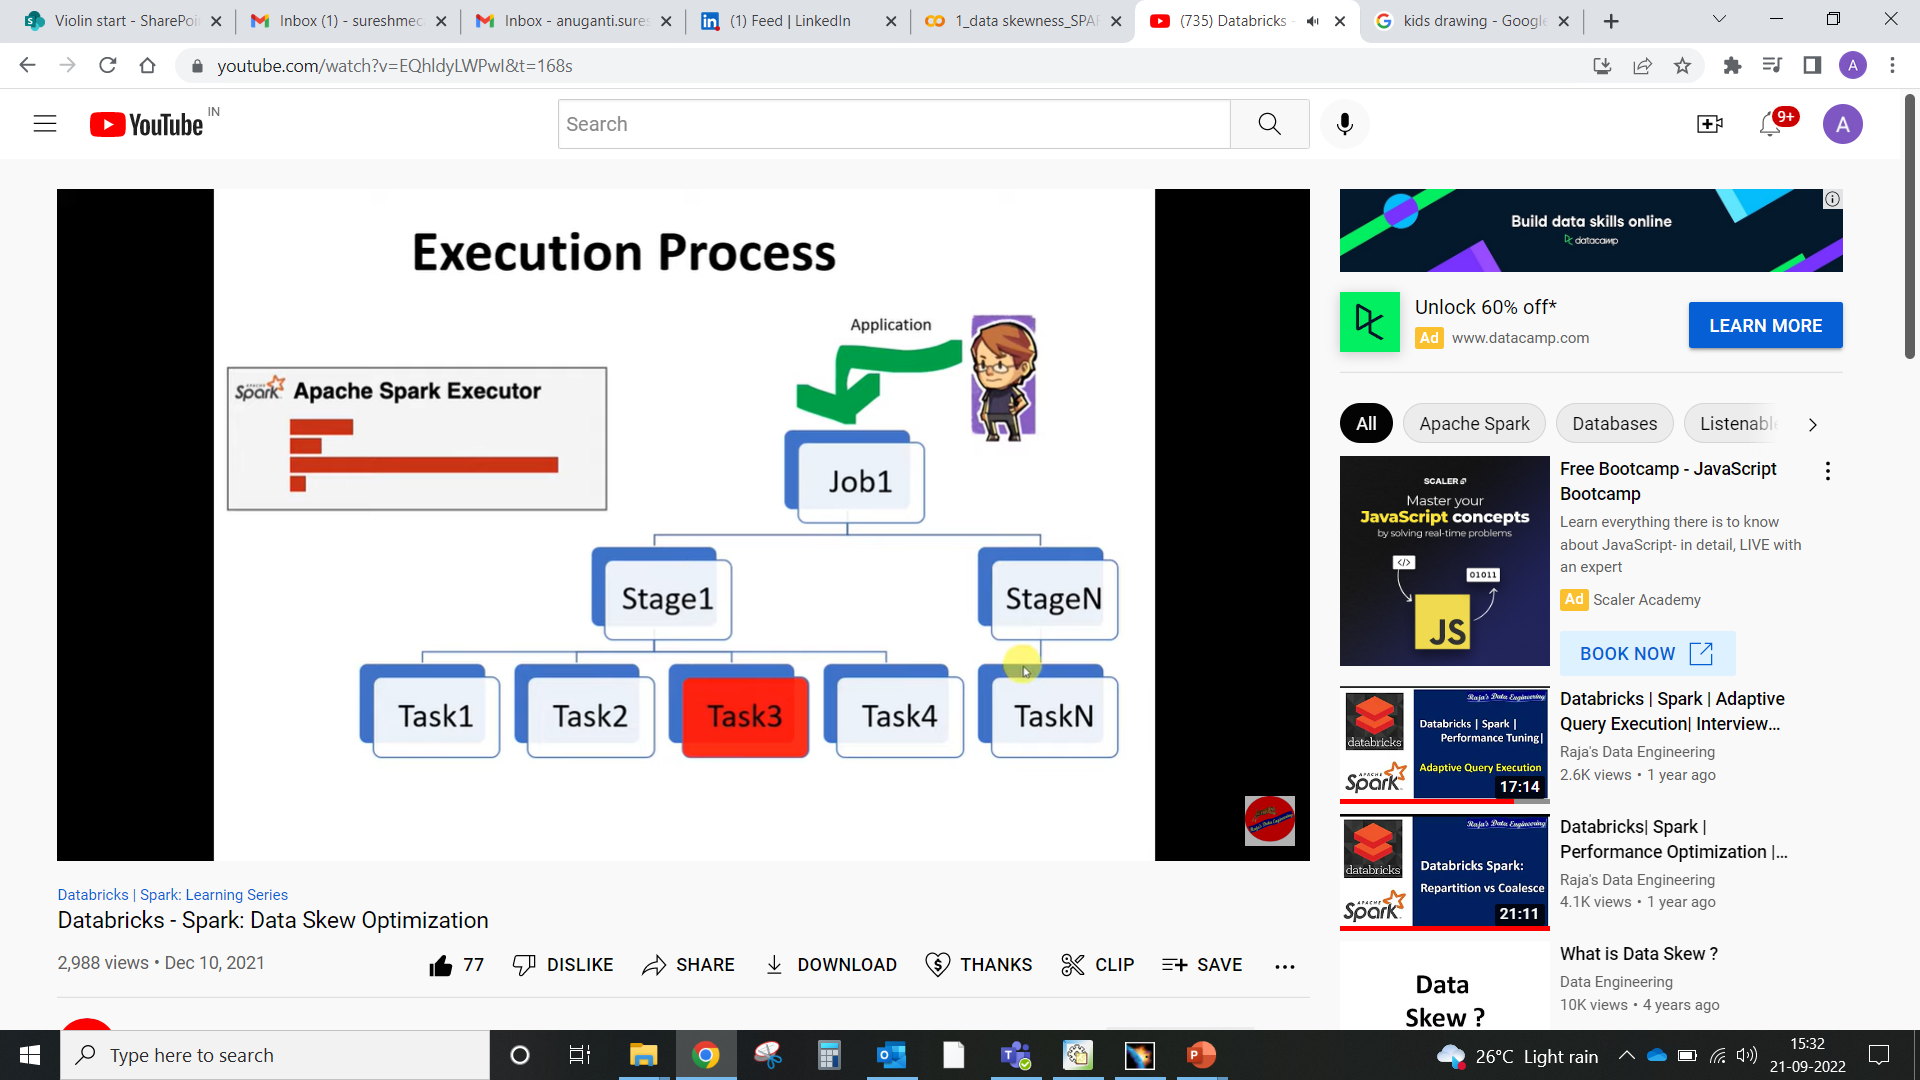 Violin start - SharePoi
Inbox (1) - sureshmec
Inbox - anuganti.sures
(1) Feed | LinkedIn
1_data skewness_SPAR
(735) Databricks -
kids drawing - Google
youtube.com/watch?v=EQhldyLWPwI&t=168s
A
YouTube IN
Search
9+
A
Execution Process
Application
APACHE Spark Apache Spark Executor
Job1
Stage1
StageN
Task1
Task2
Task3
Task4
TaskN
Raja's Data Engineering
Databricks | Spark: Learning Series
Databricks - Spark: Data Skew Optimization
2,988 views • Dec 10, 2021
77
DISLIKE
SHARE
DOWNLOAD
THANKS
CLIP
SAVE
Build data skills online
datacamp
Unlock 60% off*
Ad www.datacamp.com
LEARN MORE
All
Apache Spark
Databases
Listenable
SCALER
Master your
JavaScript concepts
by solving real-time problems
</>
01011
JS
Free Bootcamp - JavaScript
Bootcamp
Learn everything there is to know
about JavaScript- in detail, LIVE with
an expert
Ad Scaler Academy
BOOK NOW
Raja's Data Engineering
databricks
Databricks | Spark |
Performance Tuning|
Adaptive Query Execution
APACHE Spark
17:14
Databricks | Spark | Adaptive
Query Execution| Interview...
Raja's Data Engineering
2.6K views • 1 year ago
Raja's Data Engineering
databricks
Databricks Spark:
Repartition vs Coalesce
APACHE Spark
21:11
Databricks| Spark |
Performance Optimization |...
Raja's Data Engineering
4.1K views • 1 year ago
Data
Skew ?
What is Data Skew ?
Data Engineering
10K views • 4 years ago
Type here to search
26°C Light rain
15:32
21-09-2022